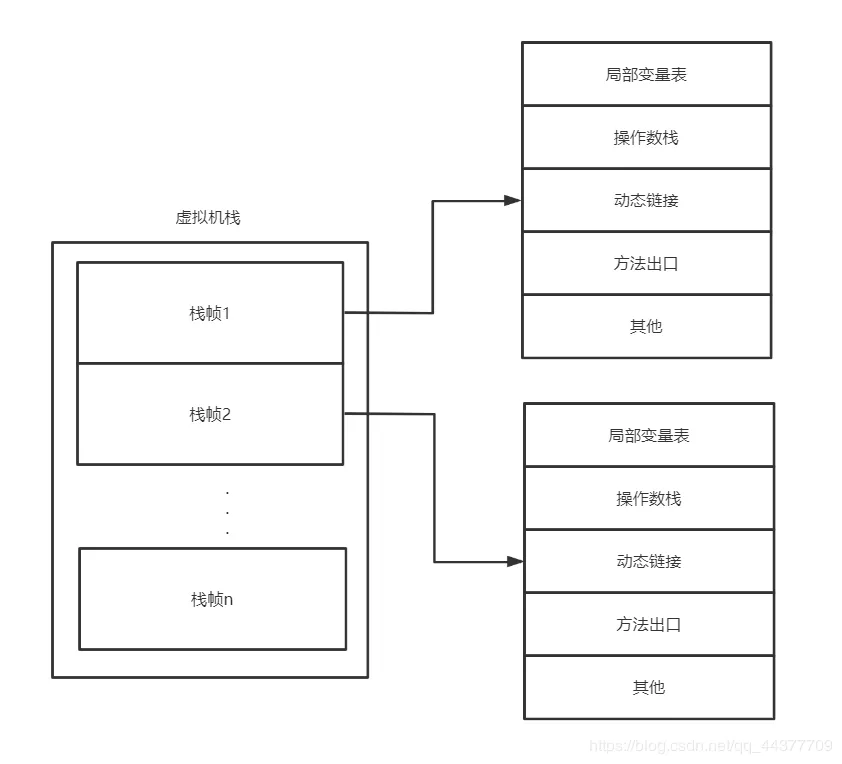 虚拟机栈
栈帧1
栈帧2
.
.
.
栈帧n
局部变量表
操作数栈
动态链接
方法出口
其他
局部变量表
操作数栈
动态链接
方法出口
其他
https://blog.csdn.net/qq_44377709